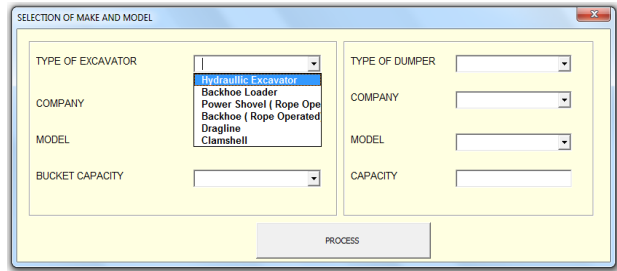 SELECTION OF MAKE AND MODEL
TYPE OF EXCAVATOR
Hydraullic Excavator
Backhoe Loader
Power Shovel ( Rope Ope
Backhoe ( Rope Operated
Dragline
Clamshell
COMPANY
MODEL
BUCKET CAPACITY
TYPE OF DUMPER
COMPANY
MODEL
CAPACITY
PROCESS